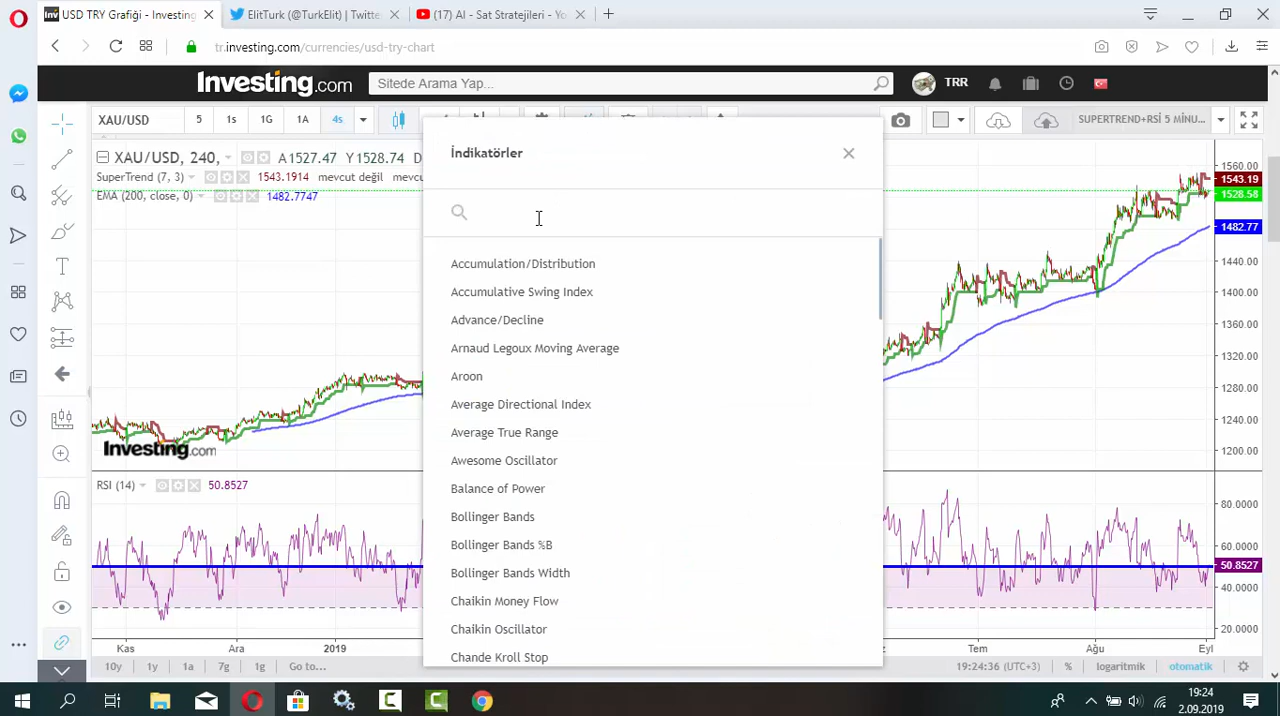 USD TRY Grafiği - Investing
ElitTurk (@TurkElit) | Twitte
(17) Al - Sat Stratejileri - Yo
tr.investing.com/currencies/usd-try-chart
Investing.com
Sitede Arama Yap...
TRR
XAU/USD
5
1s
1G
1A
4s
SUPERTREND+RSİ 5 MİNU...
XAU/USD, 240,
A1527.47
Y1528.74
SuperTrend (7, 3)
1543.1914
mevcut değil
mevcu
EMA (200, close, 0)
1482.7747
İndikatörler
Accumulation/Distribution
Accumulative Swing Index
Advance/Decline
Arnaud Legoux Moving Average
Aroon
Average Directional Index
Average True Range
Awesome Oscillator
Balance of Power
Bollinger Bands
Bollinger Bands %B
Bollinger Bands Width
Chaikin Money Flow
Chaikin Oscillator
Chande Kroll Stop
1560.00
1543.19
1528.58
1482.77
1440.00
1400.00
1360.00
1320.00
1280.00
1240.00
1200.00
Investing.com
RSI (14)
50.8527
80.0000
60.0000
50.8527
40.0000
20.0000
Kas
Ara
2019
Tem
Ağu
Eyl
10y
1y
1a
7g
1g
Go to...
19:24:36 (UTC+3)
%
logaritmik
otomatik
19:24
2.09.2019